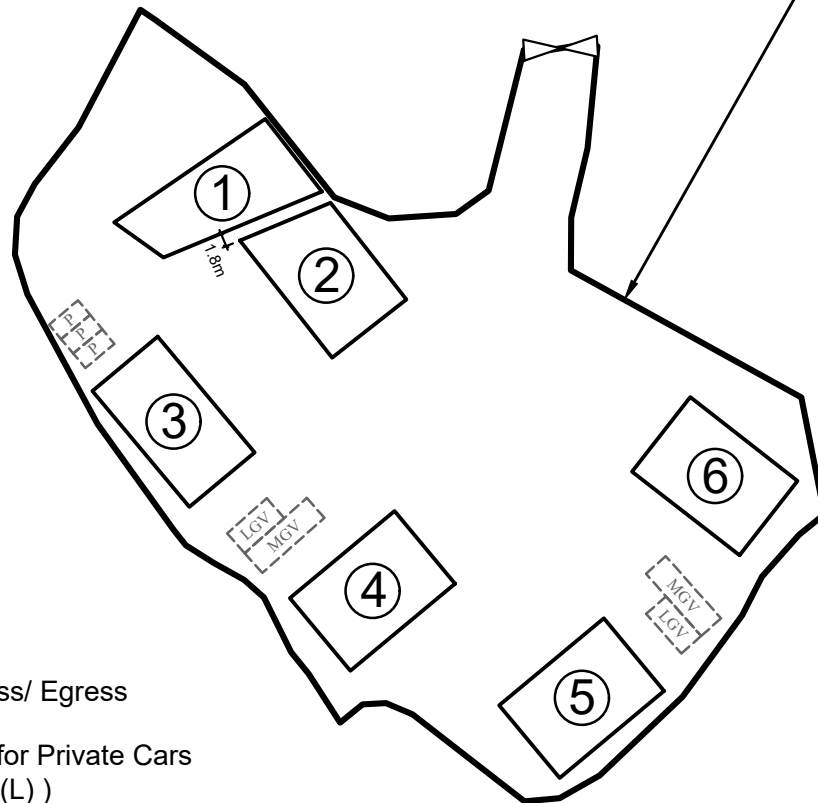 1
1.8m
2
P
P
P
3
6
LGV
MGV
4
MGV
LGV
5
ss/ Egress
for Private Cars
(L) )